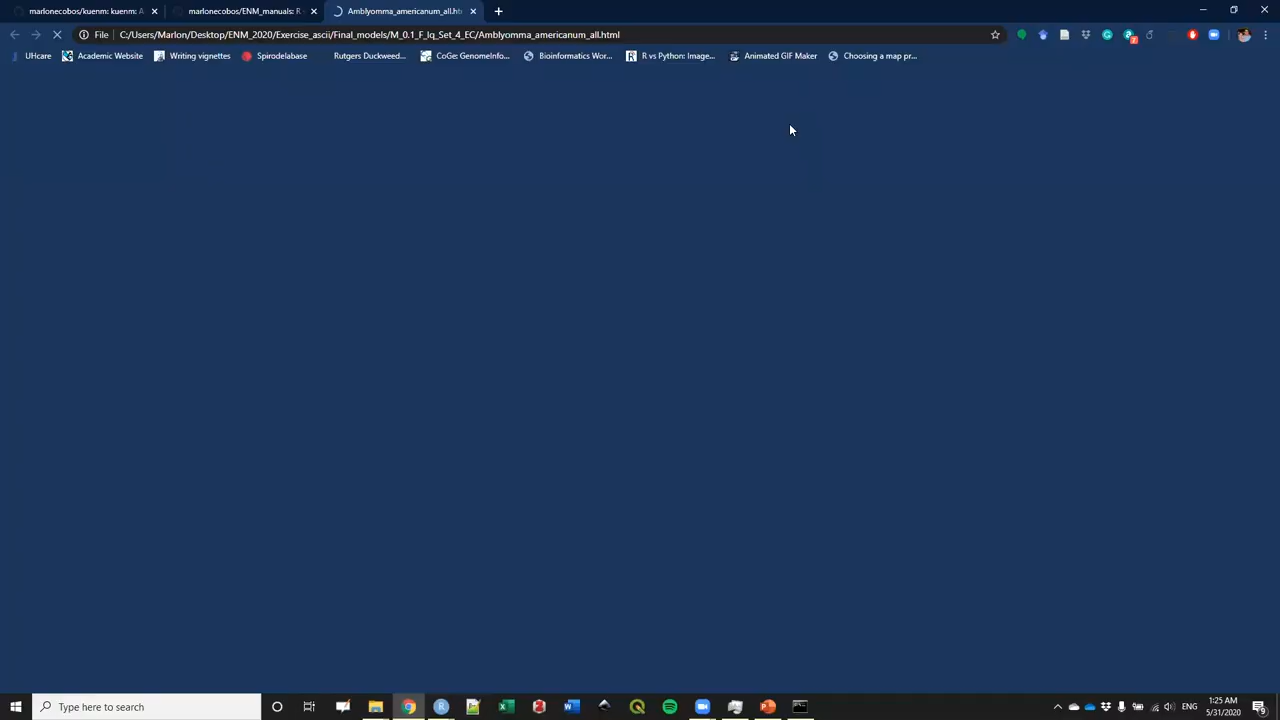 marlonecobos/kuenm: kuenm: A
marlonecobos/ENM_manuals: R
Amblyomma_americanum_all.h
File
C:/Users/Marlon/Desktop/ENM_2020/Exercise_ascii/Final_models/M_0.1_F_lq_Set_4_EC/Amblyomma_americanum_all.html
UHcare
Academic Website
Writing vignettes
Spirodelabase
Rutgers Duckweed...
CoGe: GenomeInfo...
Bioinformatics Wor...
R vs Python: Image...
Animated GIF Maker
Choosing a map pr...
Type here to search
ENG
1:25 AM
5/31/2020